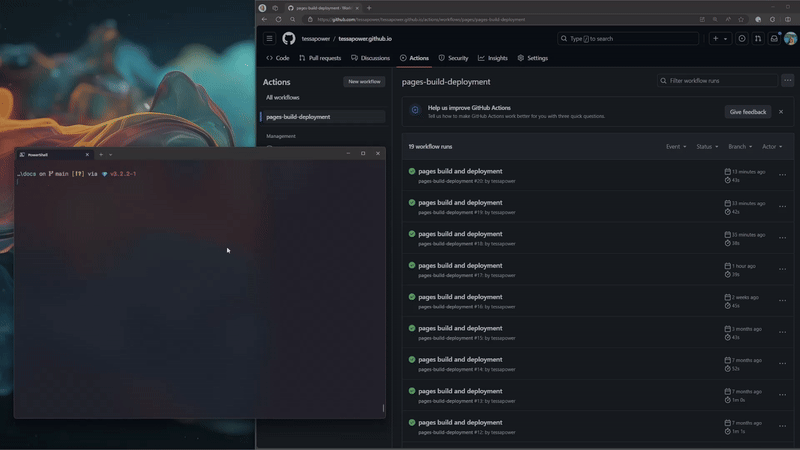 PowerShell
..\docs on main [!?] via v3.2.2-1
pages-build-deployment
https://github.com/tessapower/tessapower.github.io/actions/workflows/pages/pages-build-deployment
tessapower / tessapower.github.io
Type / to search
Code
Pull requests
Discussions
Actions
Security
Insights
Settings
Actions
New workflow
All workflows
pages-build-deployment
Management
pages-build-deployment
Filter workflow runs
Help us improve GitHub Actions
Tell us how to make GitHub Actions work better for you with three quick questions.
Give feedback
19 workflow runs
Event
Status
Branch
Actor
pages build and deployment
pages-build-deployment #20: by tessapower
13 minutes ago
43s
pages build and deployment
pages-build-deployment #19: by tessapower
33 minutes ago
42s
pages build and deployment
pages-build-deployment #18: by tessapower
35 minutes ago
38s
pages build and deployment
pages-build-deployment #17: by tessapower
1 hour ago
39s
pages build and deployment
pages-build-deployment #16: by tessapower
2 weeks ago
45s
pages build and deployment
pages-build-deployment #15: by tessapower
3 months ago
43s
pages build and deployment
pages-build-deployment #14: by tessapower
7 months ago
52s
pages build and deployment
pages-build-deployment #13: by tessapower
7 months ago
1m 0s
pages build and deployment
pages-build-deployment #12: by tessapower
7 months ago
1m 1s